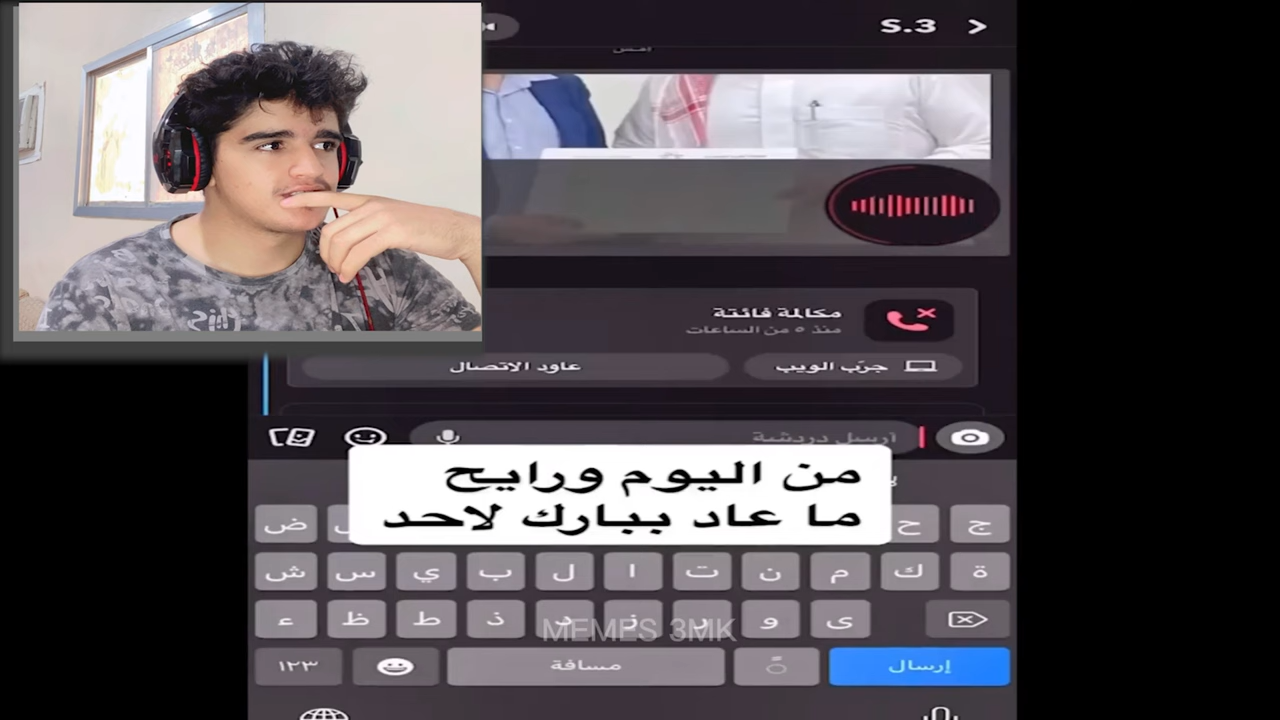 S.3
أمس
مكالمة فائتة
منذ ٥ من الساعات
جرّب الويب
عاود الاتصال
أرسل دردشة
من اليوم ورايح
ما عاد ببارك لاحد
ج ح ض
ة ك م ن ت ا ل ب ي س ش
ى و ر ز د ذ ط ظ ء
MEMES 3MK
إرسال مسافة ١٢٣